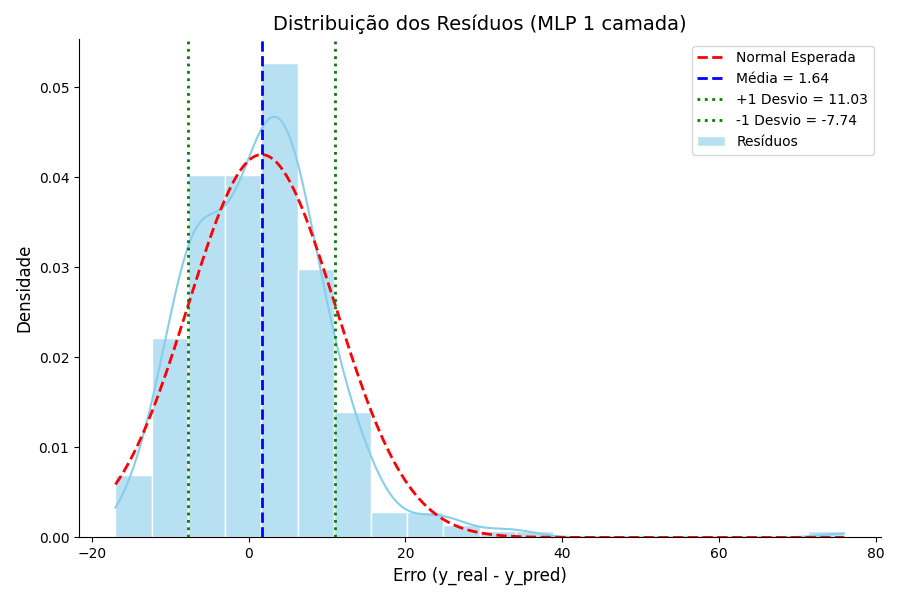 Distribuição dos Resíduos (MLP 1 camada)
Normal Esperada
Média = 1.64
+1 Desvio = 11.03
-1 Desvio = -7.74
Resíduos
Densidade
0.05
0.04
0.03
0.02
0.01
0.00
−20
0
20
40
60
80
Erro (y_real - y_pred)